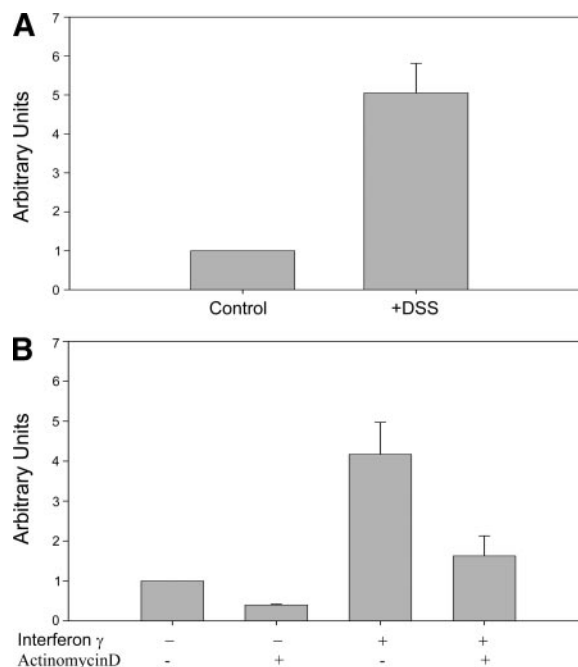 A
7
6
5
4
3
2
1
0
Arbitrary Units
Control +DSS
B
7
6
5
4
3
2
1
0
Arbitrary Units
Interferon γ − − + +
ActinomycinD - + - +